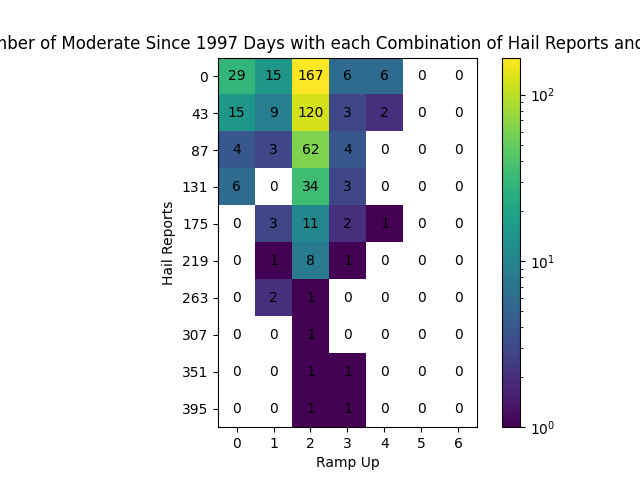 nber of Moderate Since 1997 Days with each Combination of Hail Reports and
0 29 15 167 6 6 0 0
43 15 9 120 3 2 0 0
87 4 3 62 4 0 0 0
131 6 0 34 3 0 0 0
175 0 3 11 2 1 0 0
219 0 1 8 1 0 0 0
263 0 2 1 0 0 0 0
307 0 0 1 0 0 0 0
351 0 0 1 1 0 0 0
395 0 0 1 1 0 0 0
0 1 2 3 4 5 6
Ramp Up
Hail Reports
10²
10¹
10⁰